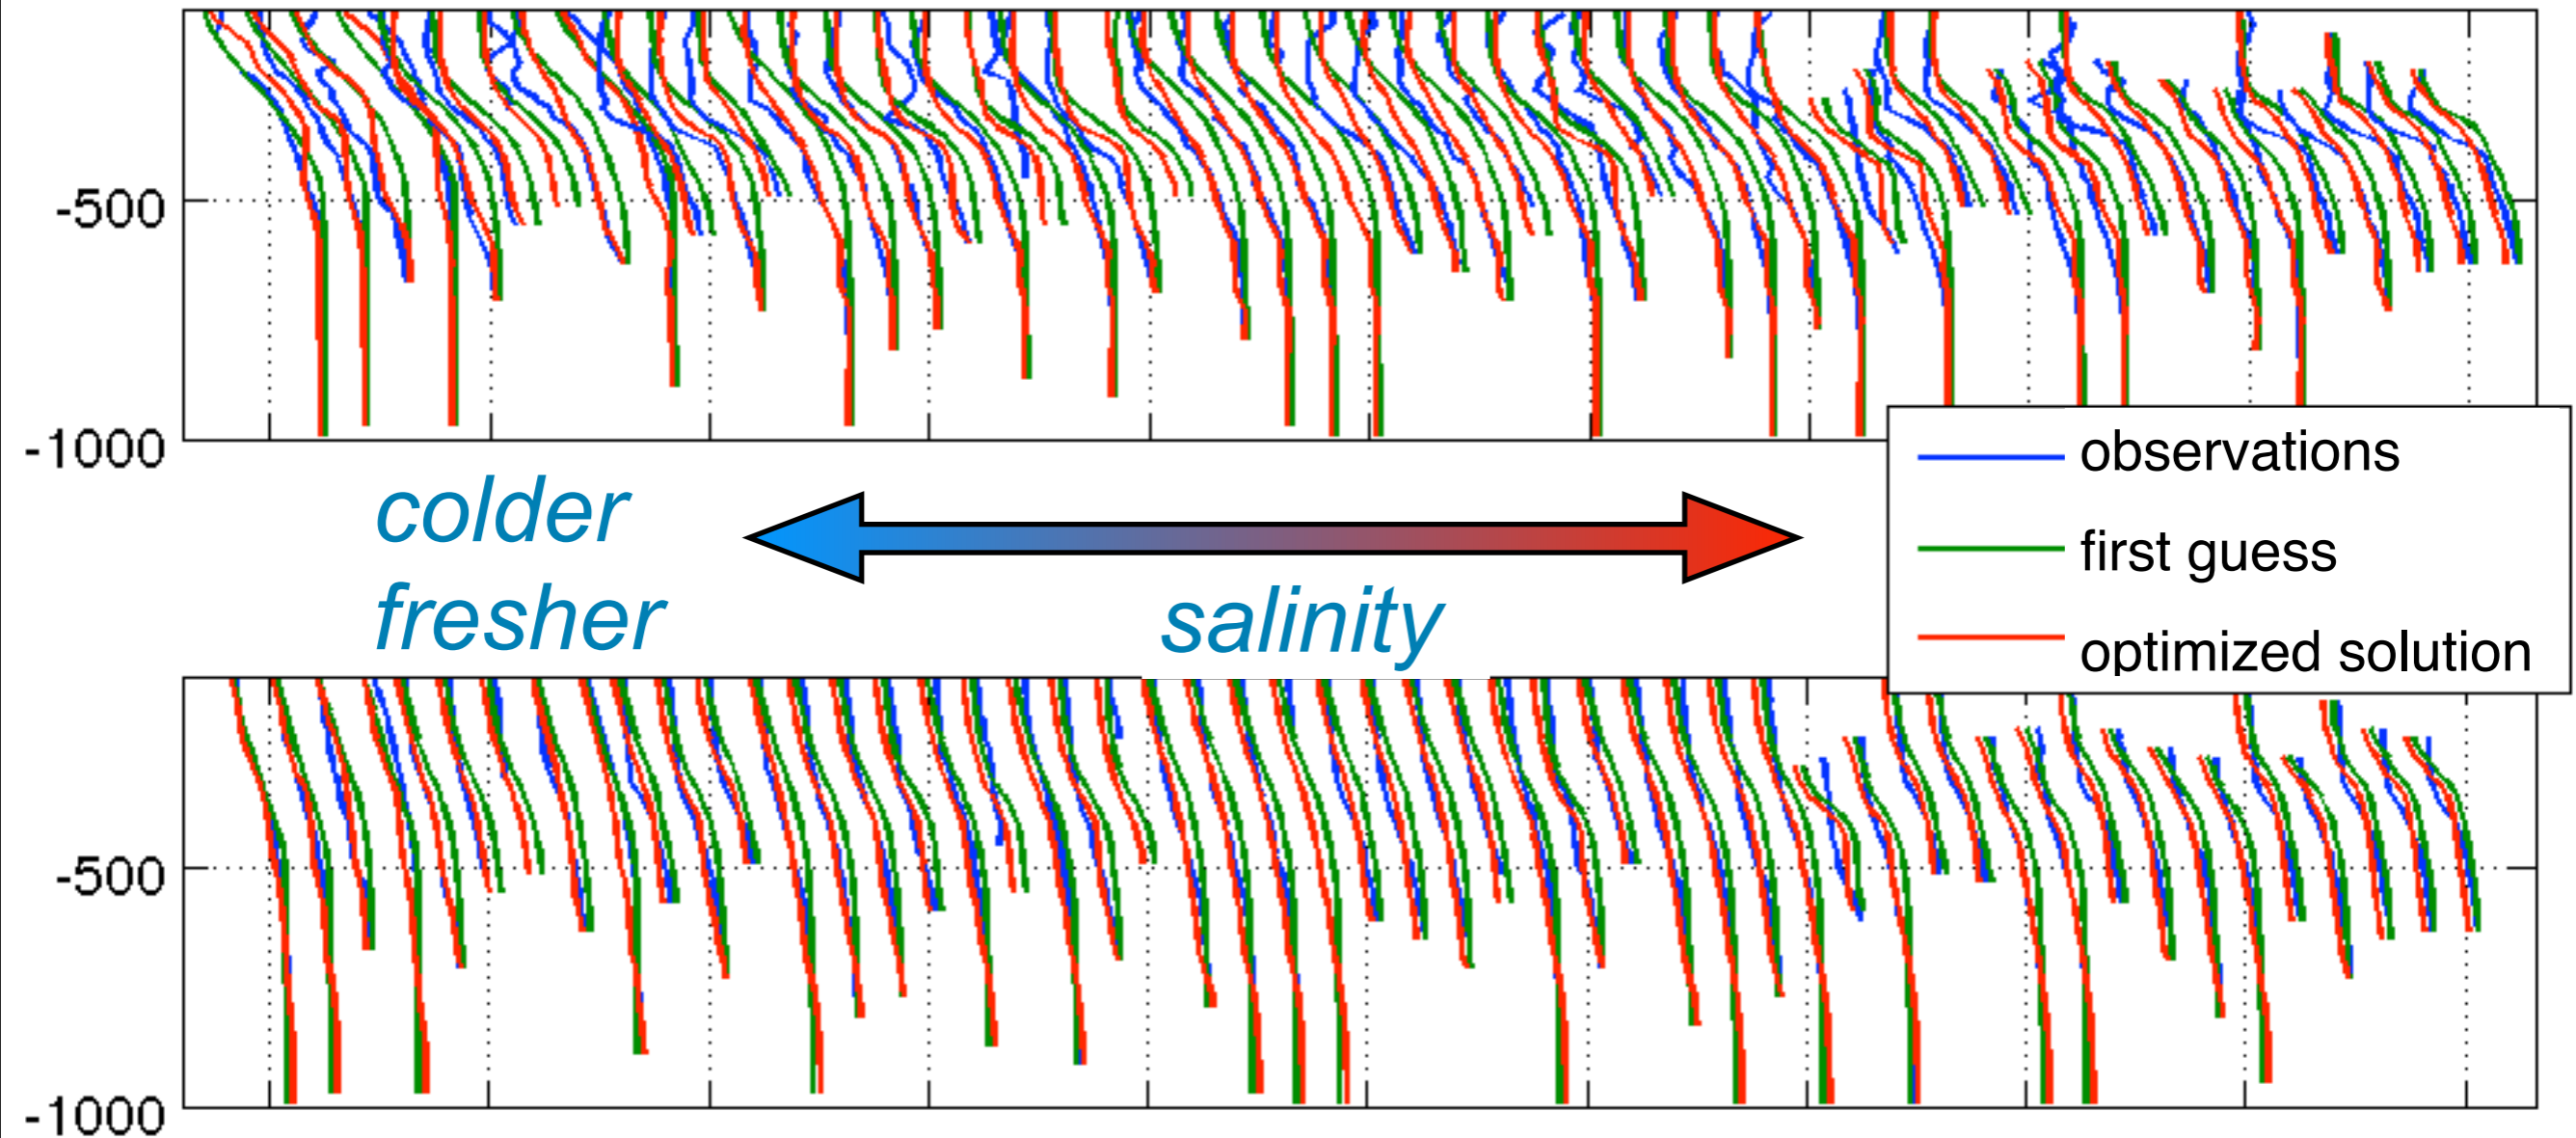 -500
-1000
colder
fresher
salinity
observations
first guess
optimized solution
-500
-1000